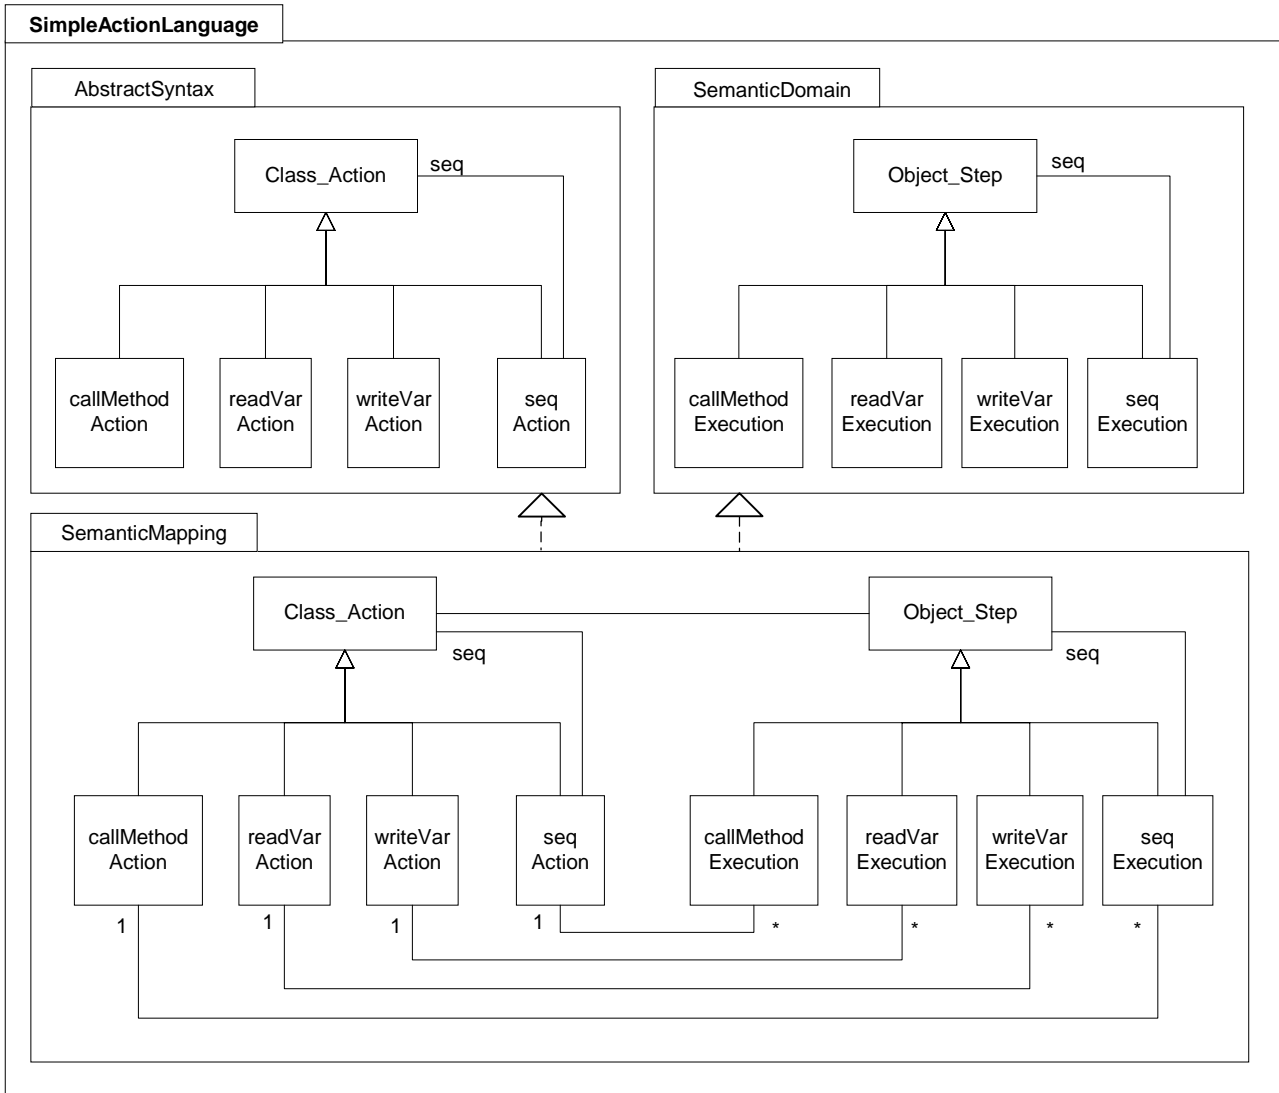 SimpleActionLanguage
AbstractSyntax
SemanticDomain
Class_Action
seq
Object_Step
seq
callMethod
Action
readVar
Action
writeVar
Action
seq
Action
callMethod
Execution
readVar
Execution
writeVar
Execution
seq
Execution
SemanticMapping
Class_Action
seq
Object_Step
seq
callMethod
Action
readVar
Action
writeVar
Action
seq
Action
callMethod
Execution
readVar
Execution
writeVar
Execution
seq
Execution
1
1
1
1
*
*
*
*